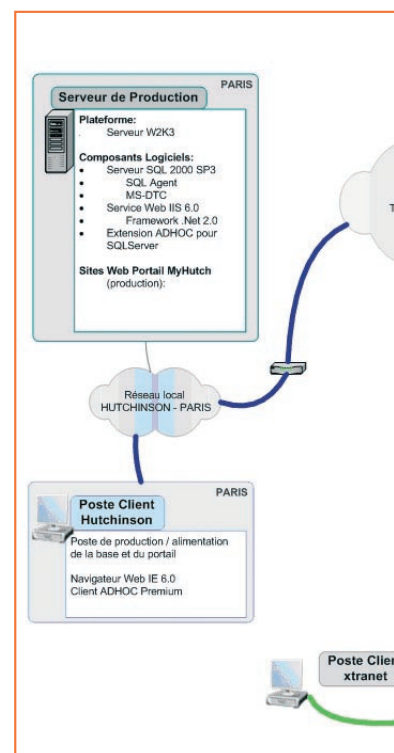 PARIS
Serveur de Production
Plateforme:
Serveur W2K3
Composants Logiciels:
• Serveur SQL 2000 SP3
• SQL Agent
• MS-DTC
• Service Web IIS 6.0
• Framework .Net 2.0
• Extension ADHOC pour
SQLServer
Sites Web Portail MyHutch
(production):
T
Réseau local
HUTCHINSON - PARIS
PARIS
Poste Client
Hutchinson
Poste de production / alimentation
de la base et du portail
Navigateur Web IE 6.0
Client ADHOC Premium
Poste Clien
xtranet